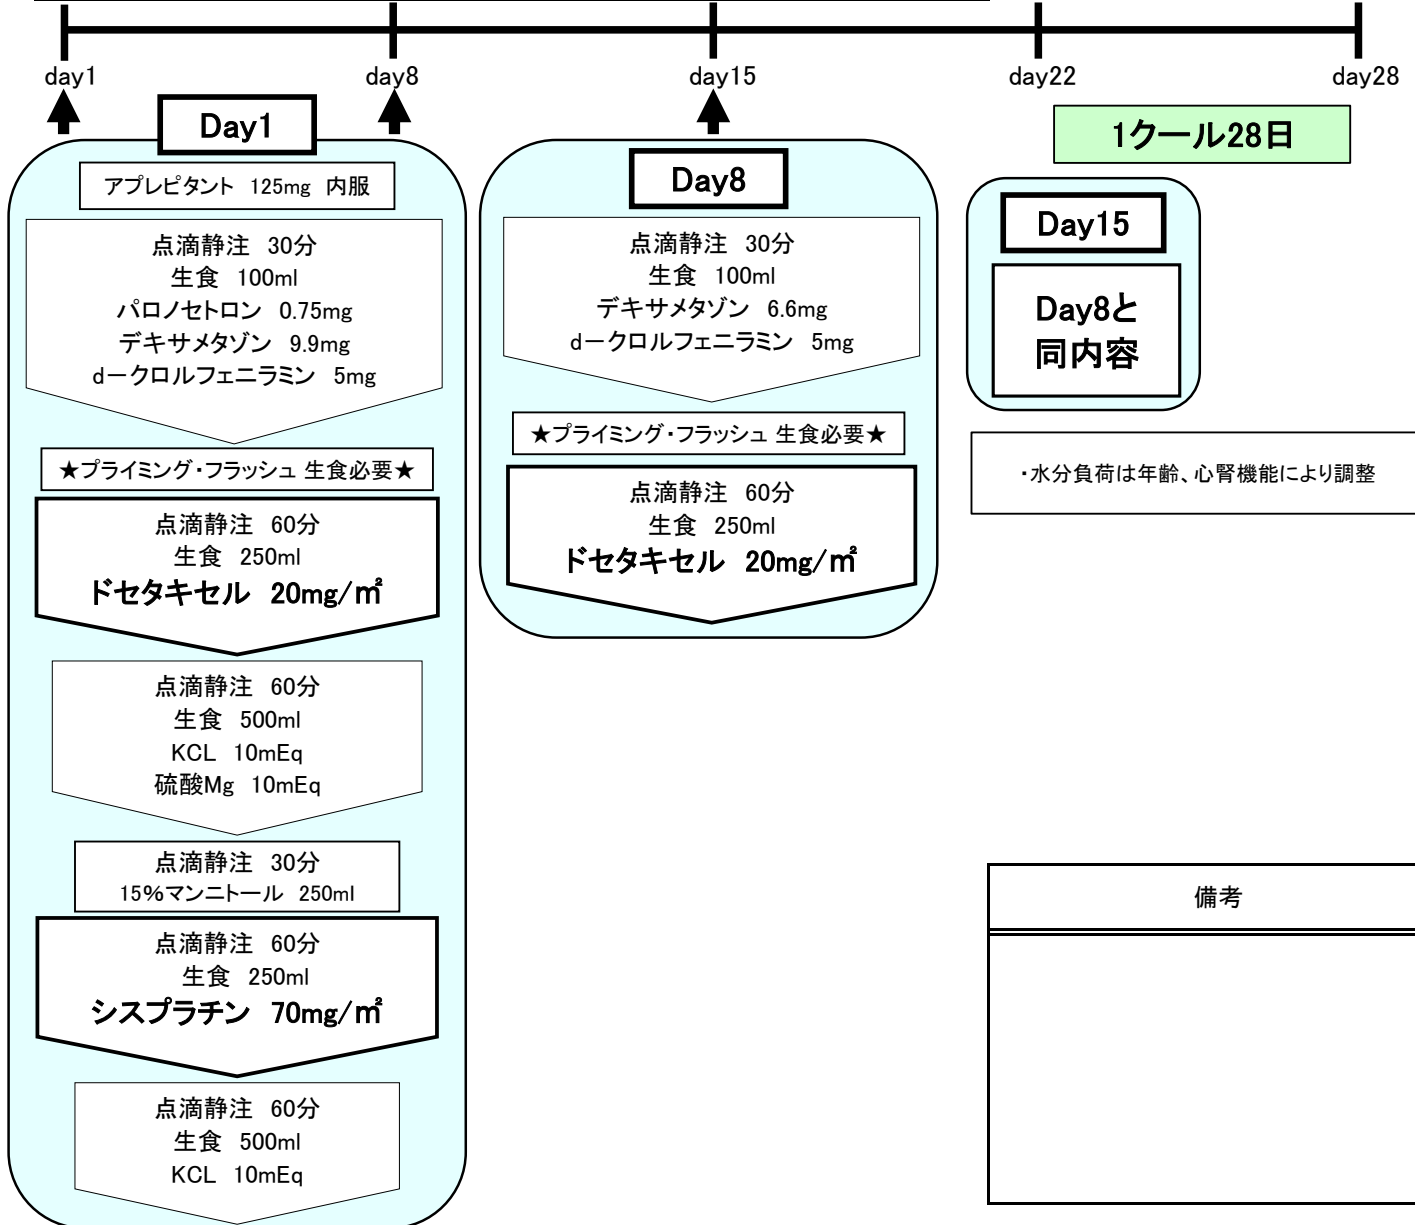 day1
day8
day15
day22
day28
Day1
アプレピタント 125mg 内服
点滴静注 30分
生食 100ml
パロノセトロン 0.75mg
デキサメタゾン 9.9mg
d－クロルフェニラミン 5mg
★プライミング・フラッシュ 生食必要★
点滴静注 60分
生食 250ml
ドセタキセル 20mg/㎡
点滴静注 60分
生食 500ml
KCL 10mEq
硫酸Mg 10mEq
点滴静注 30分
15%マンニトール 250ml
点滴静注 60分
生食 250ml
シスプラチン 70mg/㎡
点滴静注 60分
生食 500ml
KCL 10mEq
Day8
点滴静注 30分
生食 100ml
デキサメタゾン 6.6mg
d－クロルフェニラミン 5mg
★プライミング・フラッシュ 生食必要★
点滴静注 60分
生食 250ml
ドセタキセル 20mg/㎡
1クール28日
Day15
Day8と
同内容
・水分負荷は年齢、心腎機能により調整
備考